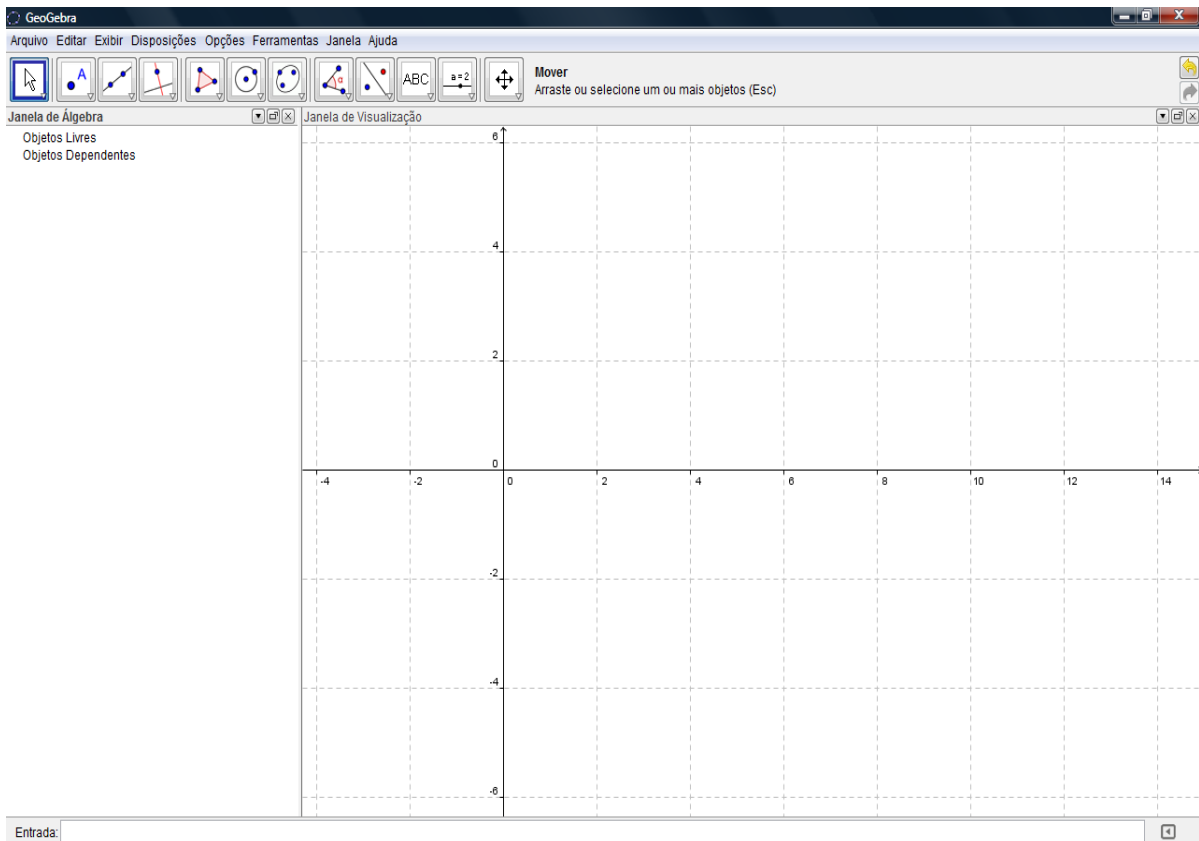 GeoGebra
Arquivo Editar Exibir Disposições Opções Ferramentas Janela Ajuda
A
α
ABC
a=2
Mover
Arraste ou selecione um ou mais objetos (Esc)
Janela de Álgebra
Janela de Visualização
Objetos Livres
Objetos Dependentes
6
4
2
0
-4 -2 0 2 4 6 8 10 12 14
-2
-4
-6
Entrada: